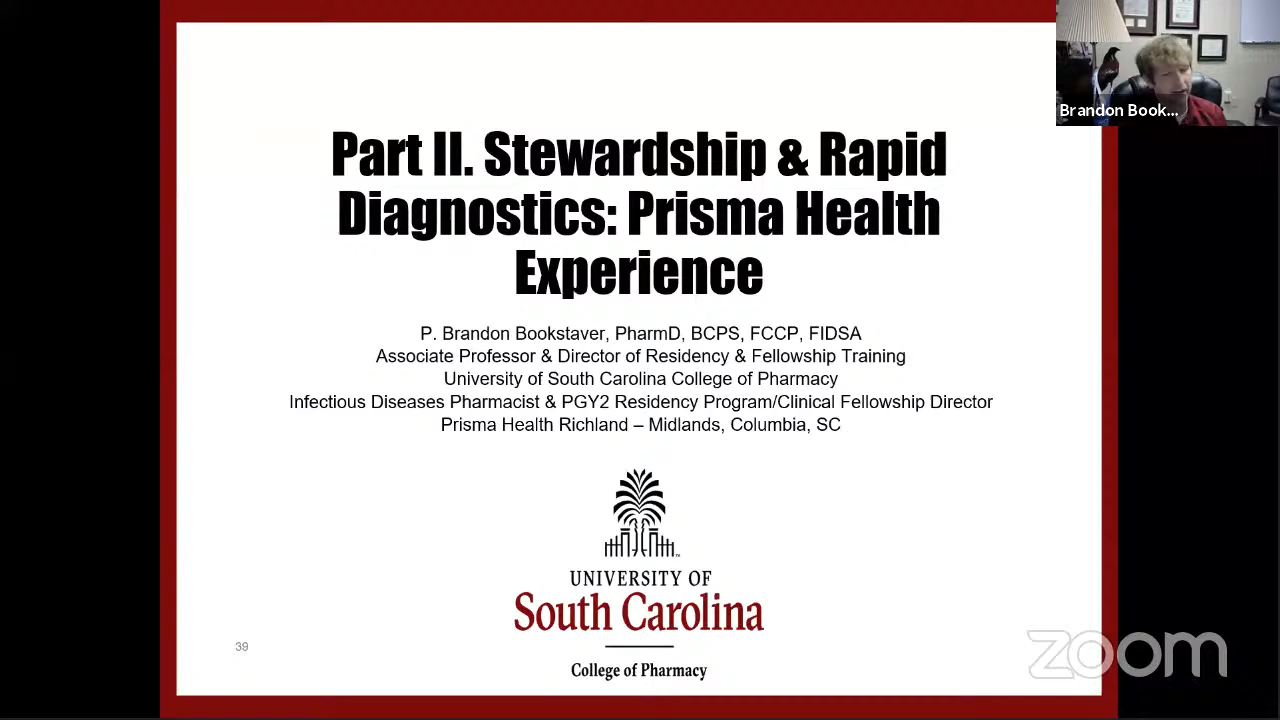 Brandon Book...
Part II. Stewardship & Rapid
Diagnostics: Prisma Health
Experience
P. Brandon Bookstaver, PharmD, BCPS, FCCP, FIDSA
Associate Professor & Director of Residency & Fellowship Training
University of South Carolina College of Pharmacy
Infectious Diseases Pharmacist & PGY2 Residency Program/Clinical Fellowship Director
Prisma Health Richland – Midlands, Columbia, SC
UNIVERSITY OF
South Carolina
College of Pharmacy
39
zoom